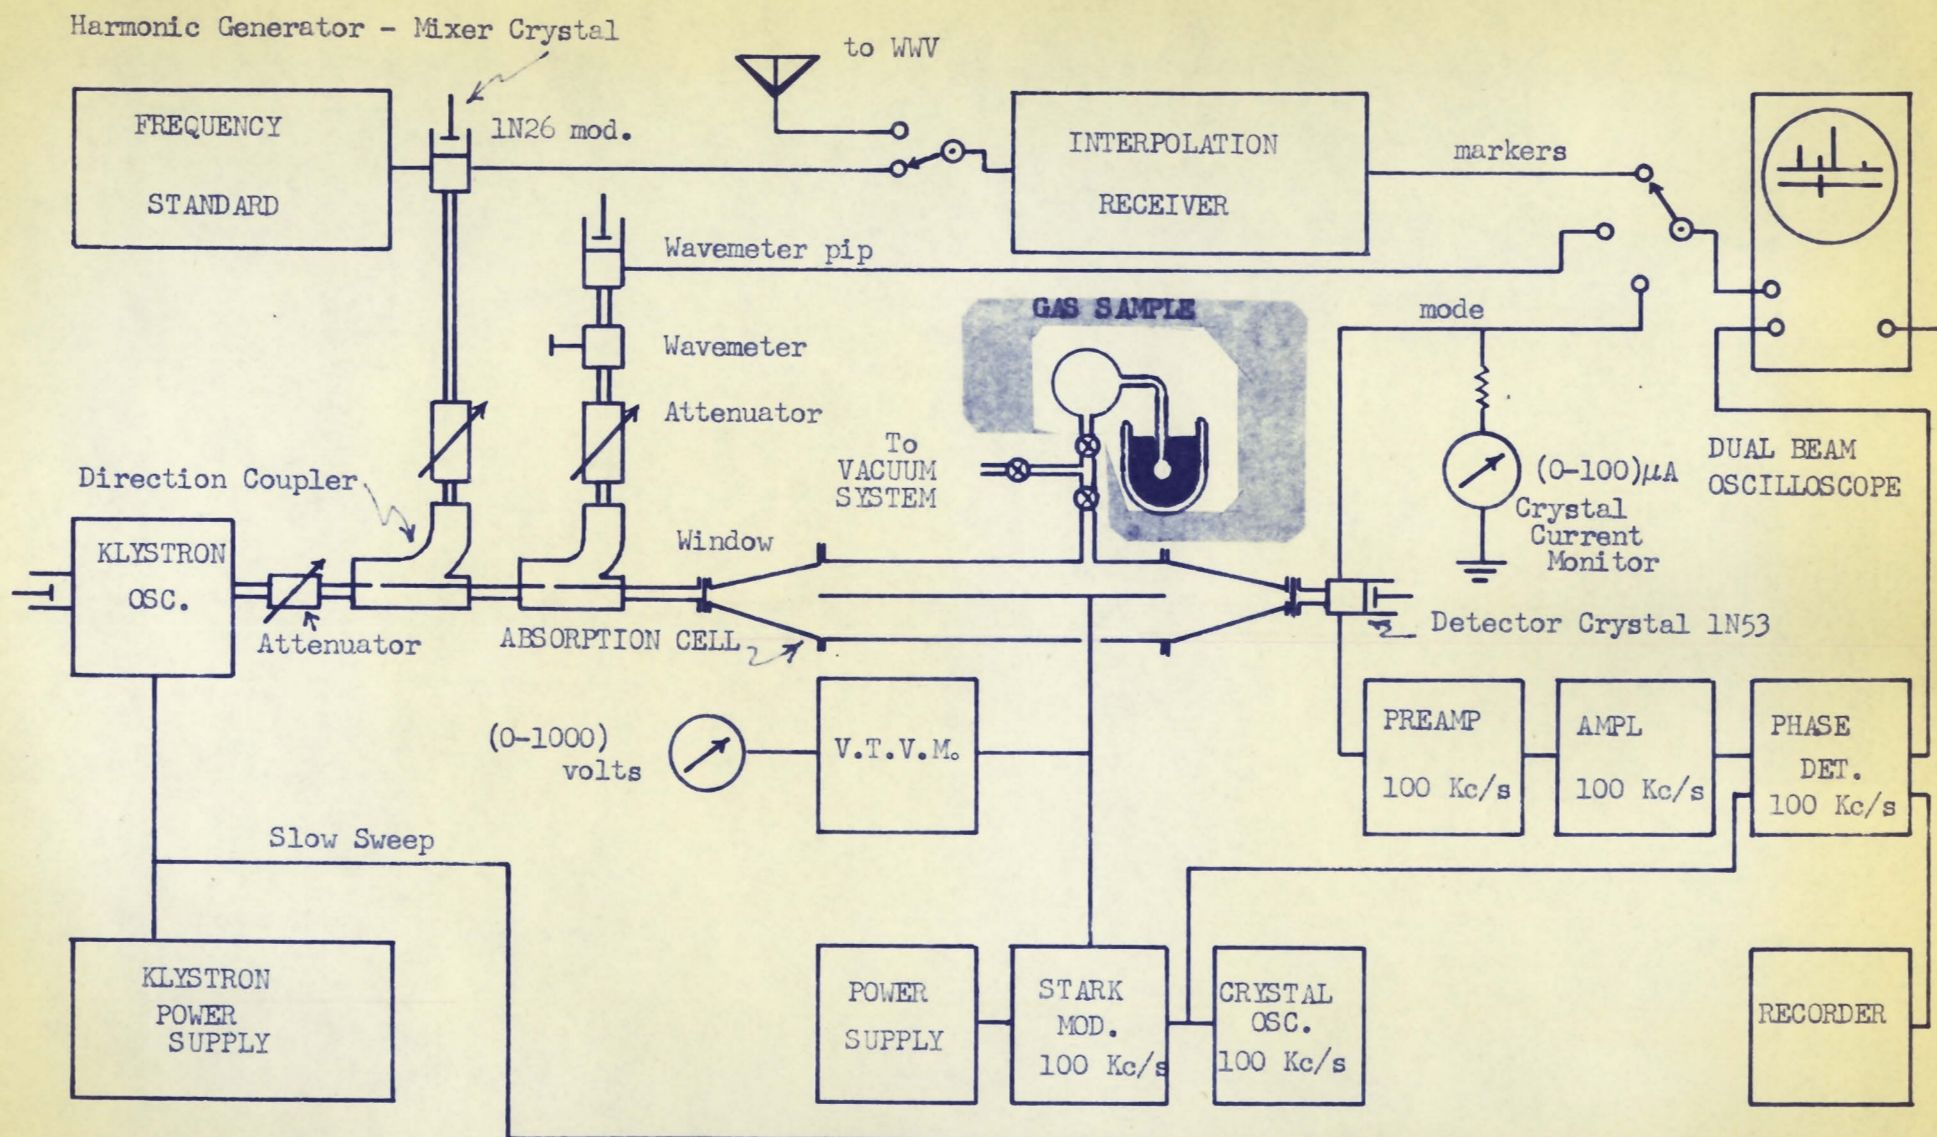 Harmonic Generator - Mixer Crystal
to WWV
FREQUENCY
STANDARD
1N26 mod.
INTERPOLATION
RECEIVER
markers
Wavemeter pip
GAS SAMPLE
mode
Wavemeter
Attenuator
To
VACUUM
SYSTEM
(0-100)μA
Crystal
Current
Monitor
DUAL BEAM
OSCILLOSCOPE
Direction Coupler
KLYSTRON
OSC.
Window
Attenuator
ABSORPTION CELL
Detector Crystal 1N53
(0-1000)
volts
V.T.V.M.
PREAMP
100 Kc/s
AMPL
100 Kc/s
PHASE
DET.
100 Kc/s
Slow Sweep
KLYSTRON
POWER
SUPPLY
POWER
SUPPLY
STARK
MOD.
100 Kc/s
CRYSTAL
OSC.
100 Kc/s
RECORDER